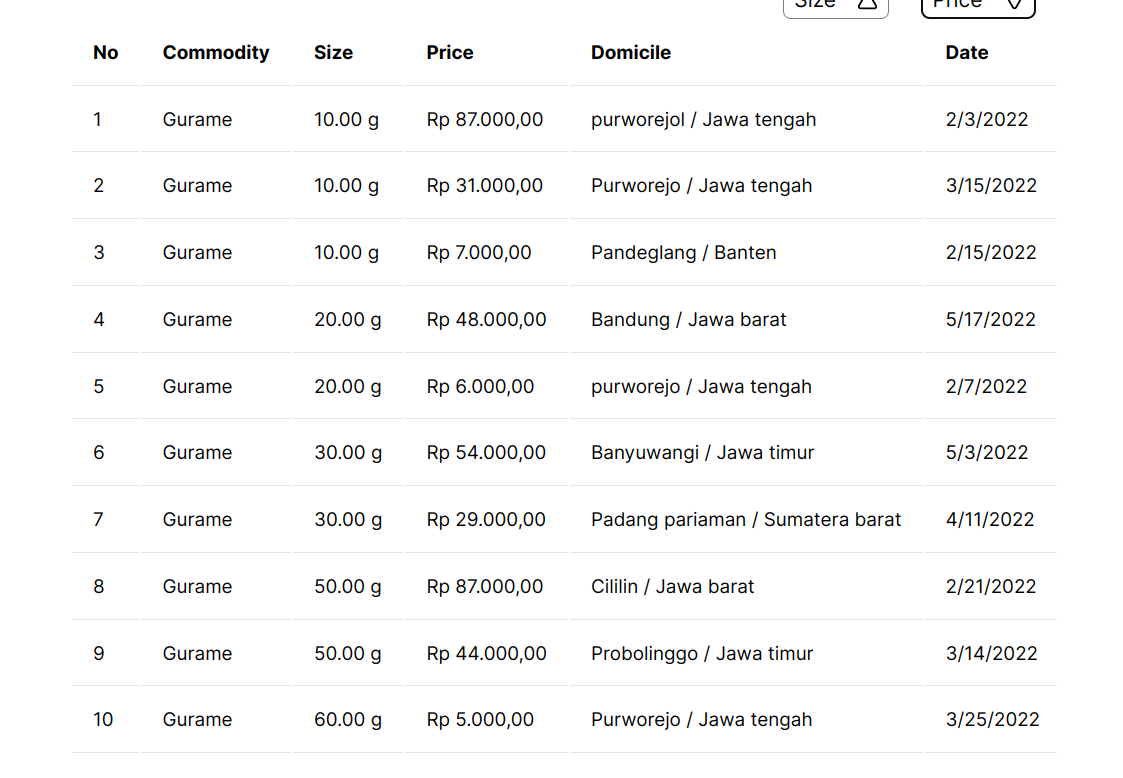 Size Price
No Commodity Size Price Domicile Date
1 Gurame 10.00 g Rp 87.000,00 purworejol / Jawa tengah 2/3/2022
2 Gurame 10.00 g Rp 31.000,00 Purworejo / Jawa tengah 3/15/2022
3 Gurame 10.00 g Rp 7.000,00 Pandeglang / Banten 2/15/2022
4 Gurame 20.00 g Rp 48.000,00 Bandung / Jawa barat 5/17/2022
5 Gurame 20.00 g Rp 6.000,00 purworejo / Jawa tengah 2/7/2022
6 Gurame 30.00 g Rp 54.000,00 Banyuwangi / Jawa timur 5/3/2022
7 Gurame 30.00 g Rp 29.000,00 Padang pariaman / Sumatera barat 4/11/2022
8 Gurame 50.00 g Rp 87.000,00 Cililin / Jawa barat 2/21/2022
9 Gurame 50.00 g Rp 44.000,00 Probolinggo / Jawa timur 3/14/2022
10 Gurame 60.00 g Rp 5.000,00 Purworejo / Jawa tengah 3/25/2022